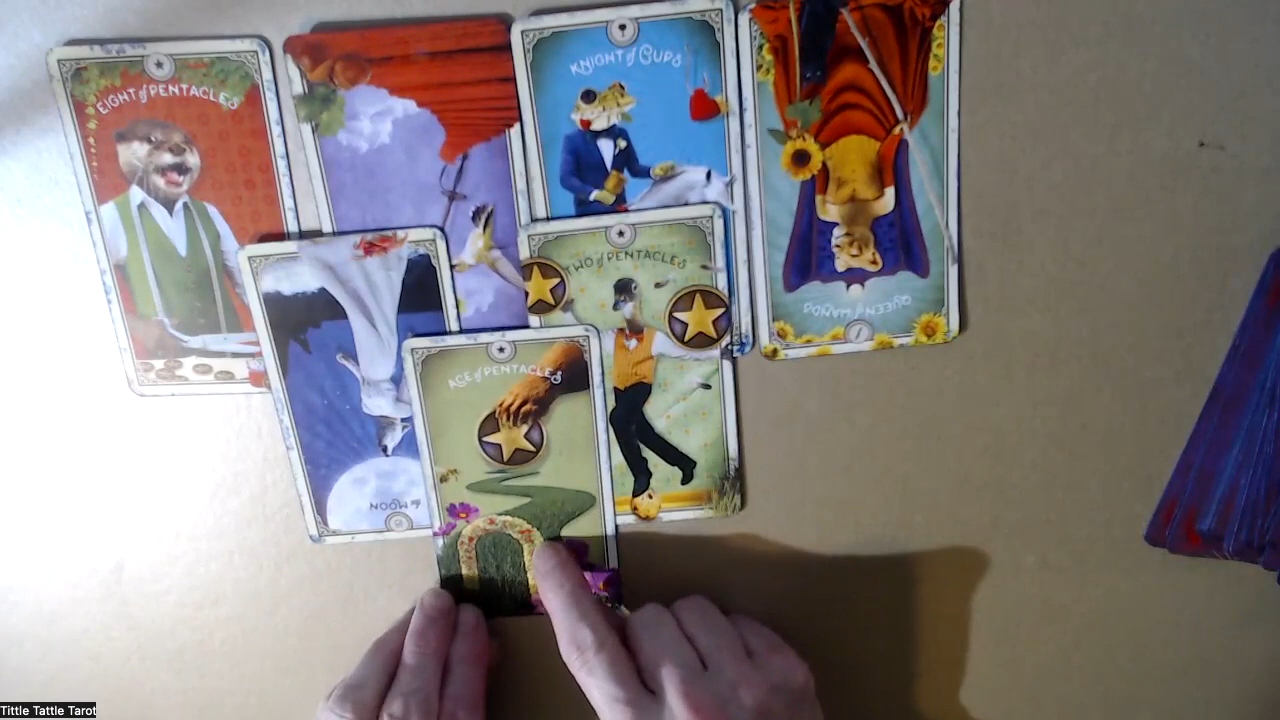 EIGHT of PENTACLES
KNIGHT of CUPS
QUEEN of WANDS
TWO of PENTACLES
the MOON
ACE of PENTACLES
Tittle Tattle Tarot